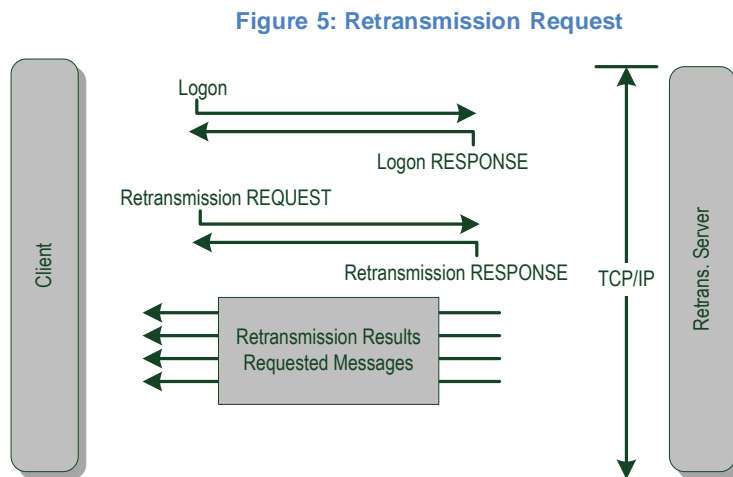 Figure 5: Retransmission Request
Logon
Logon RESPONSE
Retransmission REQUEST
Retransmission RESPONSE
Client
TCP/IP
Retrans. Server
Retransmission Results
Requested Messages